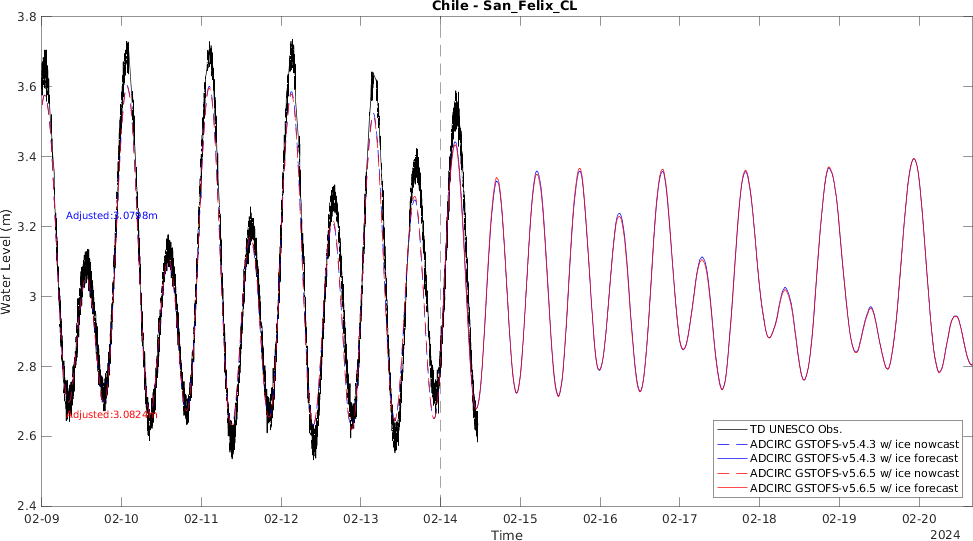 Chile - San_Felix_CL
3.8
3.6
3.4
3.2
3
2.8
2.6
2.4
Water Level (m)
Adjusted:3.0798m
Adjusted:3.0824m
TD UNESCO Obs.
ADCIRC GSTOFS-v5.4.3 w/ ice nowcast
ADCIRC GSTOFS-v5.4.3 w/ ice forecast
ADCIRC GSTOFS-v5.6.5 w/ ice nowcast
ADCIRC GSTOFS-v5.6.5 w/ ice forecast
02-09 02-10 02-11 02-12 02-13 02-14 02-15 02-16 02-17 02-18 02-19 02-20
Time
2024